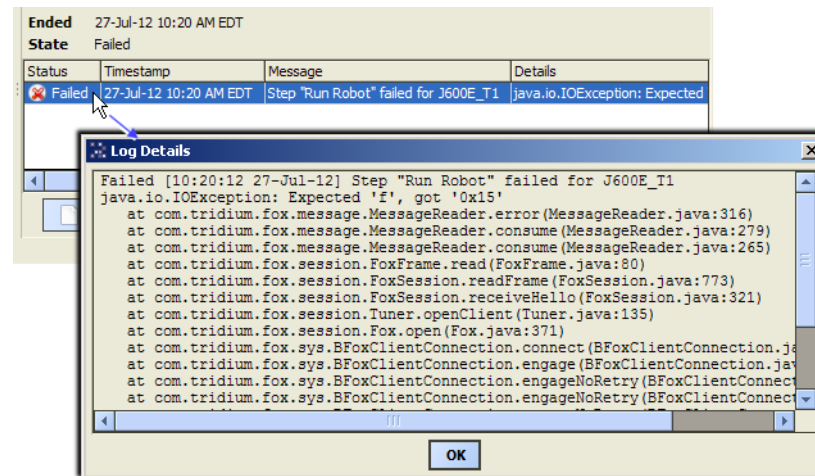 Ended 27-Jul-12 10:20 AM EDT
State Failed
Status Timestamp Message Details
Failed 27-Jul-12 10:20 AM EDT Step "Run Robot" failed for J600E_T1 java.io.IOException: Expected
Log Details
Failed [10:20:12 27-Jul-12] Step "Run Robot" failed for J600E_T1
java.io.IOException: Expected 'f', got '0x15'
at com.tridium.fox.message.MessageReader.error(MessageReader.java:316)
at com.tridium.fox.message.MessageReader.consume(MessageReader.java:279)
at com.tridium.fox.message.MessageReader.consume(MessageReader.java:265)
at com.tridium.fox.session.FoxFrame.read(FoxFrame.java:80)
at com.tridium.fox.session.FoxSession.readFrame(FoxSession.java:773)
at com.tridium.fox.session.FoxSession.receiveHello(FoxSession.java:321)
at com.tridium.fox.session.Tuner.openClient(Tuner.java:135)
at com.tridium.fox.session.Fox.open(Fox.java:371)
at com.tridium.fox.sys.BFoxClientConnection.connect(BFoxClientConnection.ja
at com.tridium.fox.sys.BFoxClientConnection.engage(BFoxClientConnection.jav
at com.tridium.fox.sys.BFoxClientConnection.engageNoRetry(BFoxClientConnect
at com.tridium.fox.sys.BFoxClientConnection.engageNoRetry(BFoxClientConnect
OK